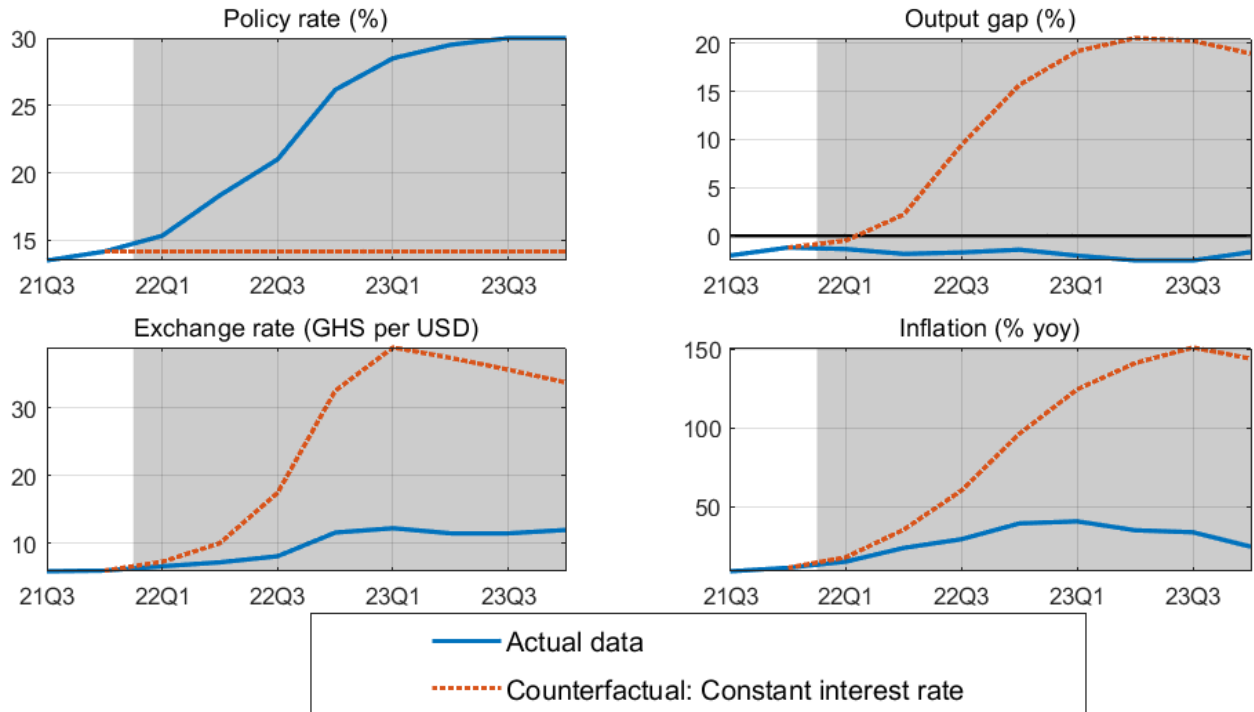 Policy rate (%)
30
25
20
15
21Q3 22Q1 22Q3 23Q1 23Q3
Output gap (%)
20
15
10
5
0
21Q3 22Q1 22Q3 23Q1 23Q3
Exchange rate (GHS per USD)
30
20
10
21Q3 22Q1 22Q3 23Q1 23Q3
Inflation (% yoy)
150
100
50
21Q3 22Q1 22Q3 23Q1 23Q3
Actual data
Counterfactual: Constant interest rate